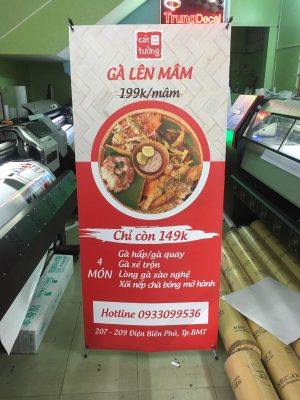 TrungDecal
cát
tường
GÀ LÊN MÂM
199k/mâm
Chỉ còn 149k
4
MÓN
Gà hấp/gà quay
Gà xé trộn
Lòng gà xào nghệ
Xôi nếp chà bông mỡ hành
Hotline 0933099536
207 - 209 Điện Biên Phủ, Tp.BMT